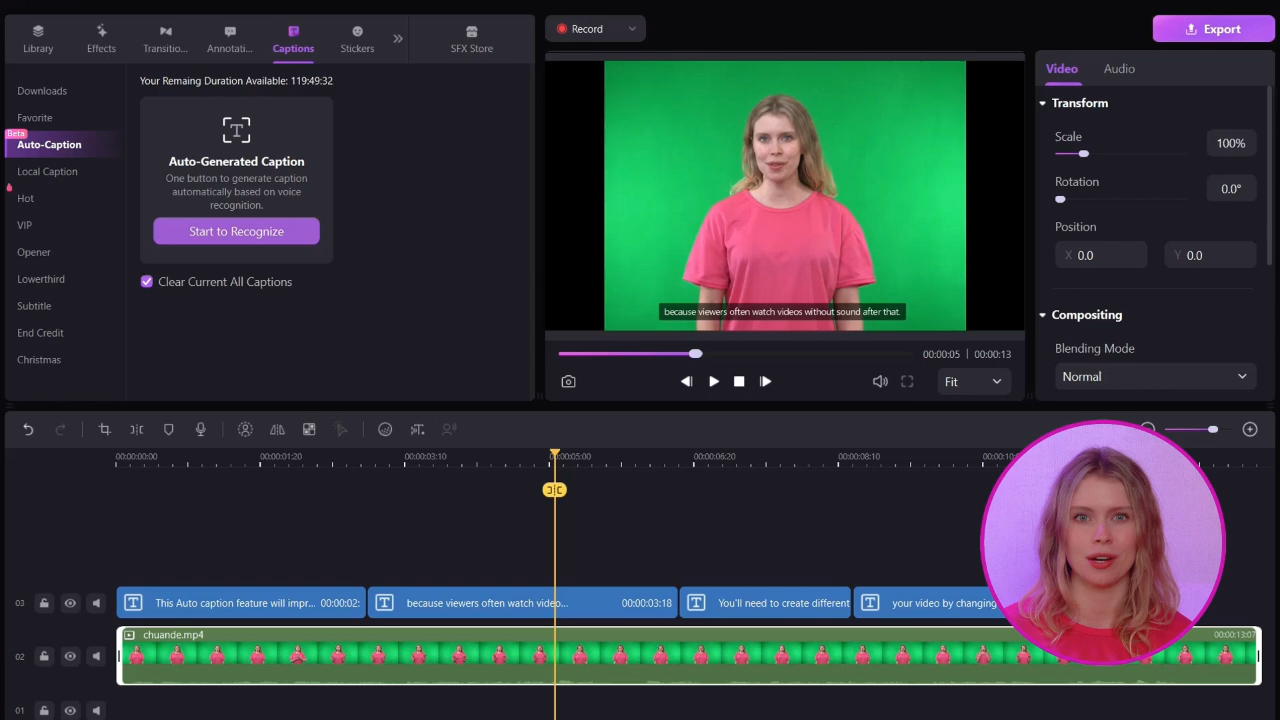 Library
Effects
Transitio...
Annotati...
Captions
Stickers
SFX Store
Record
Export
Downloads
Favorite
Beta
Auto-Caption
Local Caption
Hot
VIP
Opener
Lowerthird
Subtitle
End Credit
Christmas
Your Remaing Duration Available: 119:49:32
Auto-Generated Caption
One button to generate caption
automatically based on voice
recognition.
Start to Recognize
Clear Current All Captions
because viewers often watch videos without sound after that.
00:00:05 | 00:00:13
Fit
Video
Audio
Transform
Scale
100%
Rotation
0.0°
Position
X 0.0
Y 0.0
Compositing
Blending Mode
Normal
00:00:00:00
00:00:01:20
00:00:03:10
00:00:05:00
00:00:06:20
00:00:08:10
03
This Auto caption feature will impr...
00:00:02:
because viewers often watch video...
00:00:03:18
You'll need to create different
your video by changing
02
chuande.mp4
00:00:13:07
01